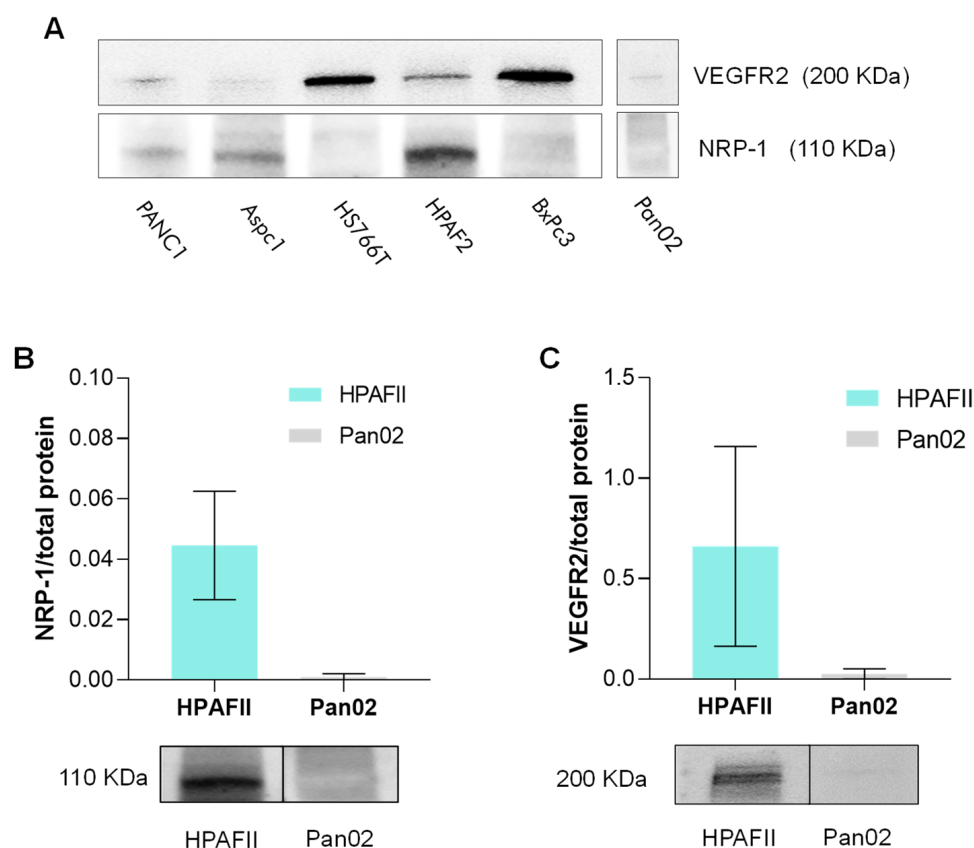 A
VEGFR2 (200 KDa)
NRP-1 (110 KDa)
PANC1 Aspc1 HS766T HPAF2 BxPc3 Pan02
B
NRP-1/total protein
0.10
0.08
0.06
0.04
0.02
0.00
HPAFII
Pan02
HPAFII Pan02
110 KDa
HPAFII Pan02
C
VEGFR2/total protein
1.5
1.0
0.5
0.0
HPAFII
Pan02
HPAFII Pan02
200 KDa
HPAFII Pan02